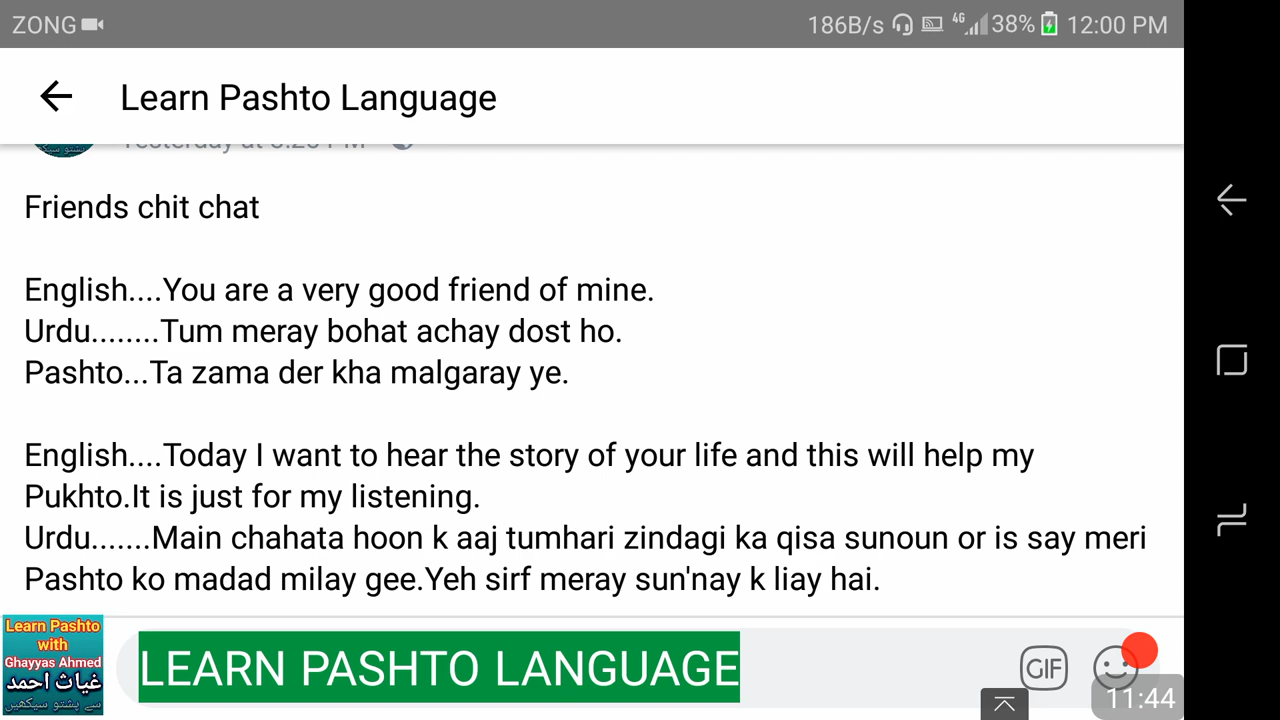 ZONG 186B/s 4G 38% 12:00 PM
Learn Pashto Language
Friends chit chat
English....You are a very good friend of mine.
Urdu........Tum meray bohat achay dost ho.
Pashto...Ta zama der kha malgaray ye.
English....Today I want to hear the story of your life and this will help my
Pukhto.It is just for my listening.
Urdu.......Main chahata hoon k aaj tumhari zindagi ka qisa sunoun or is say meri
Pashto ko madad milay gee.Yeh sirf meray sun'nay k liay hai.
Learn Pashto
with
Ghayyas Ahmed
غیاث احمد
سے پشتو سیکھیں
LEARN PASHTO LANGUAGE
GIF
11:44